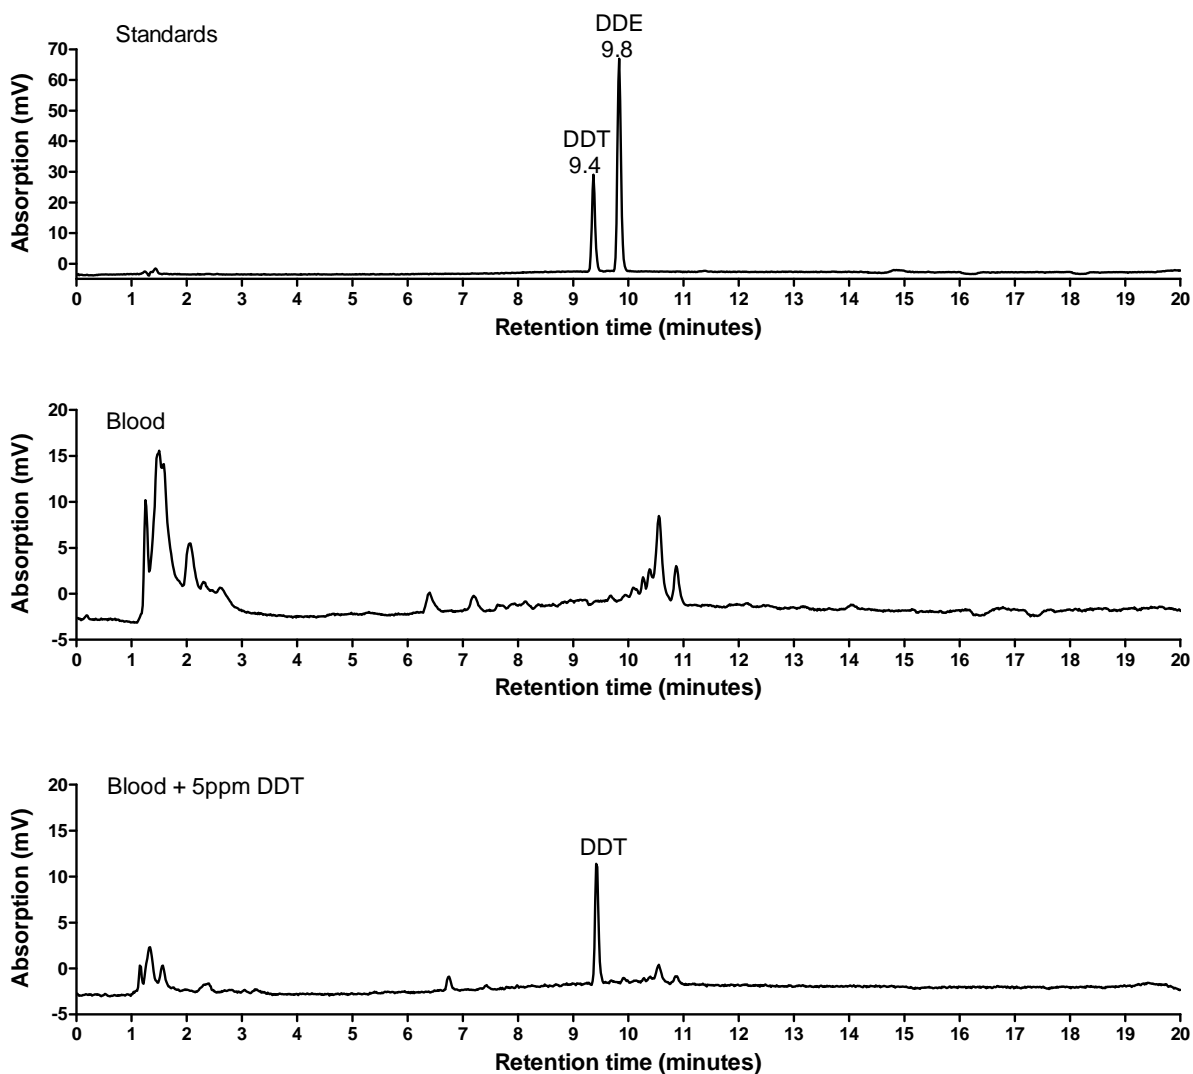 Standards
DDE
9.8
DDT
9.4
Absorption (mV)
70
60
50
40
30
20
10
0
0 1 2 3 4 5 6 7 8 9 10 11 12 13 14 15 16 17 18 19 20
Retention time (minutes)
Blood
Absorption (mV)
20
15
10
5
0
-5
0 1 2 3 4 5 6 7 8 9 10 11 12 13 14 15 16 17 18 19 20
Retention time (minutes)
Blood + 5ppm DDT
DDT
Absorption (mV)
20
15
10
5
0
-5
0 1 2 3 4 5 6 7 8 9 10 11 12 13 14 15 16 17 18 19 20
Retention time (minutes)